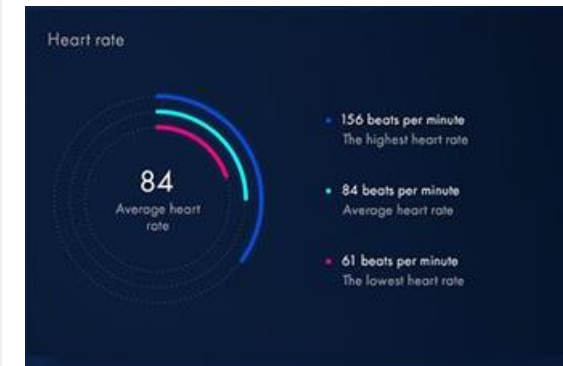 Heart rate
84
Average heart
rate
156 beats per minute
The highest heart rate
84 beats per minute
Average heart rate
61 beats per minute
The lowest heart rate